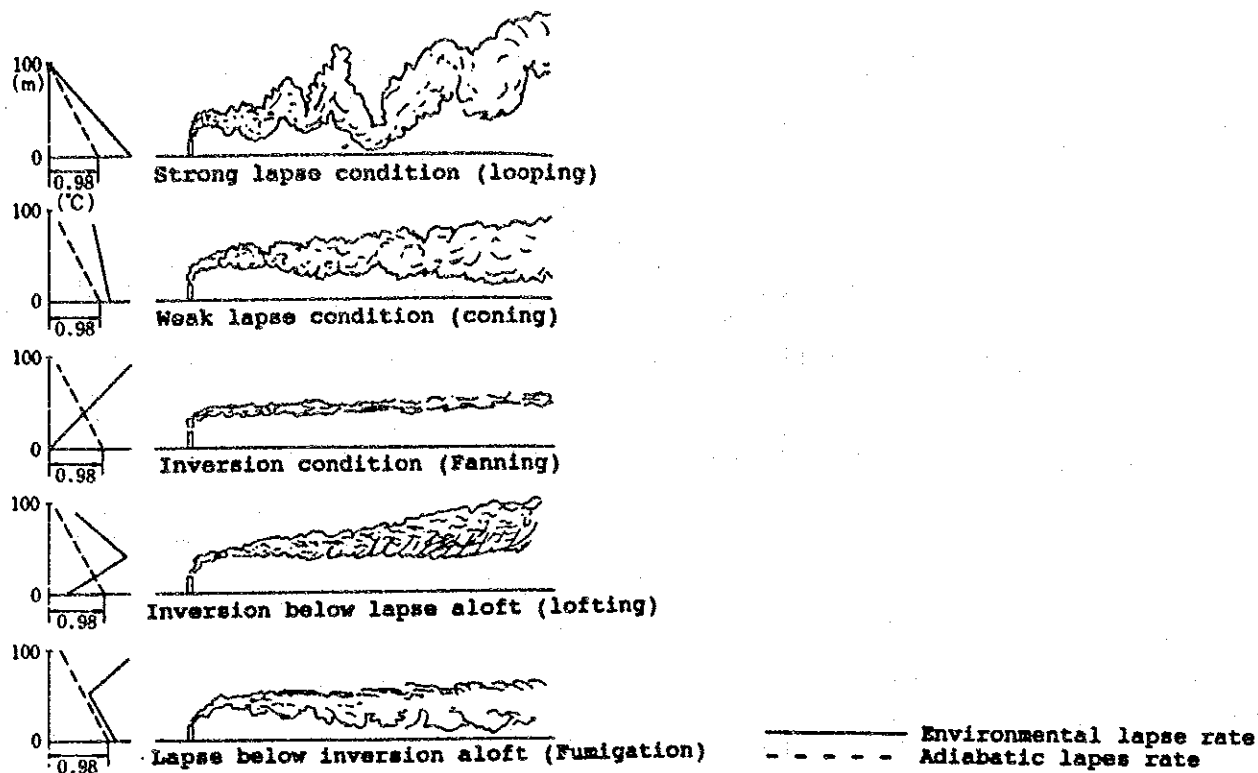 100
(m)
0
0.98
(°C)
Strong lapse condition (looping)
100
0
0.98
Weak lapse condition (coning)
100
0
0.98
Inversion condition (Fanning)
100
0
0.98
Inversion below lapse aloft (lofting)
100
0
0.98
Lapse below inversion aloft (Fumigation)
Environmental lapse rate
Adiabatic lapes rate